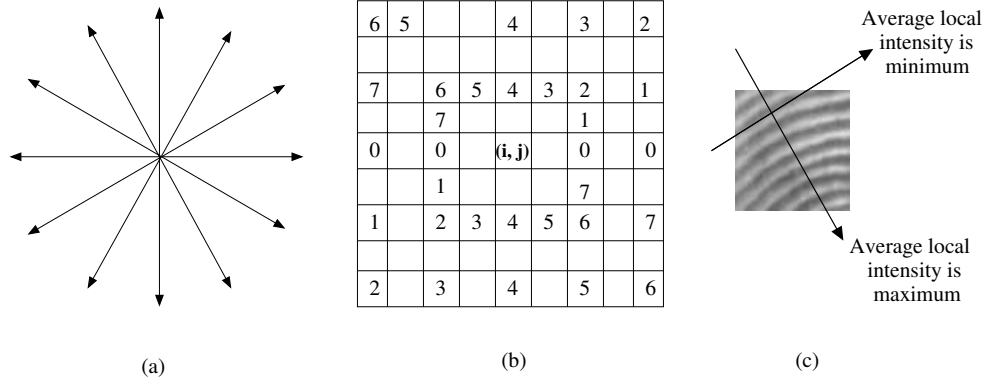 6 5 4 3 2
7 6 5 4 3 2 1
7 1
0 0 (i, j) 0 0
1 7
1 2 3 4 5 6 7
2 3 4 5 6
Average local
intensity is
minimum
Average local
intensity is
maximum
(a)
(b)
(c)